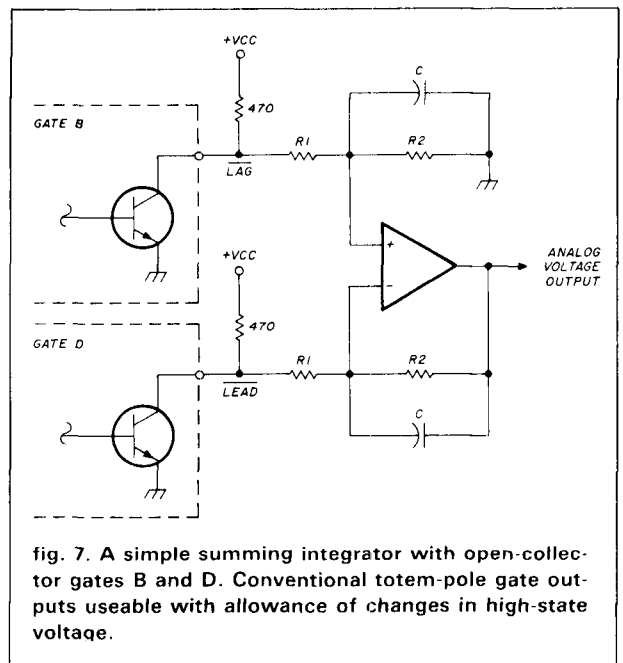 +VCC
C
470
GATE B
R1
R2
LAG
+VCC
+
ANALOG
VOLTAGE
OUTPUT
-
470
GATE D
R1
R2
LEAD
C
fig. 7. A simple summing integrator with open-collec-
tor gates B and D. Conventional totem-pole gate out-
puts useable with allowance of changes in high-state
voltage.